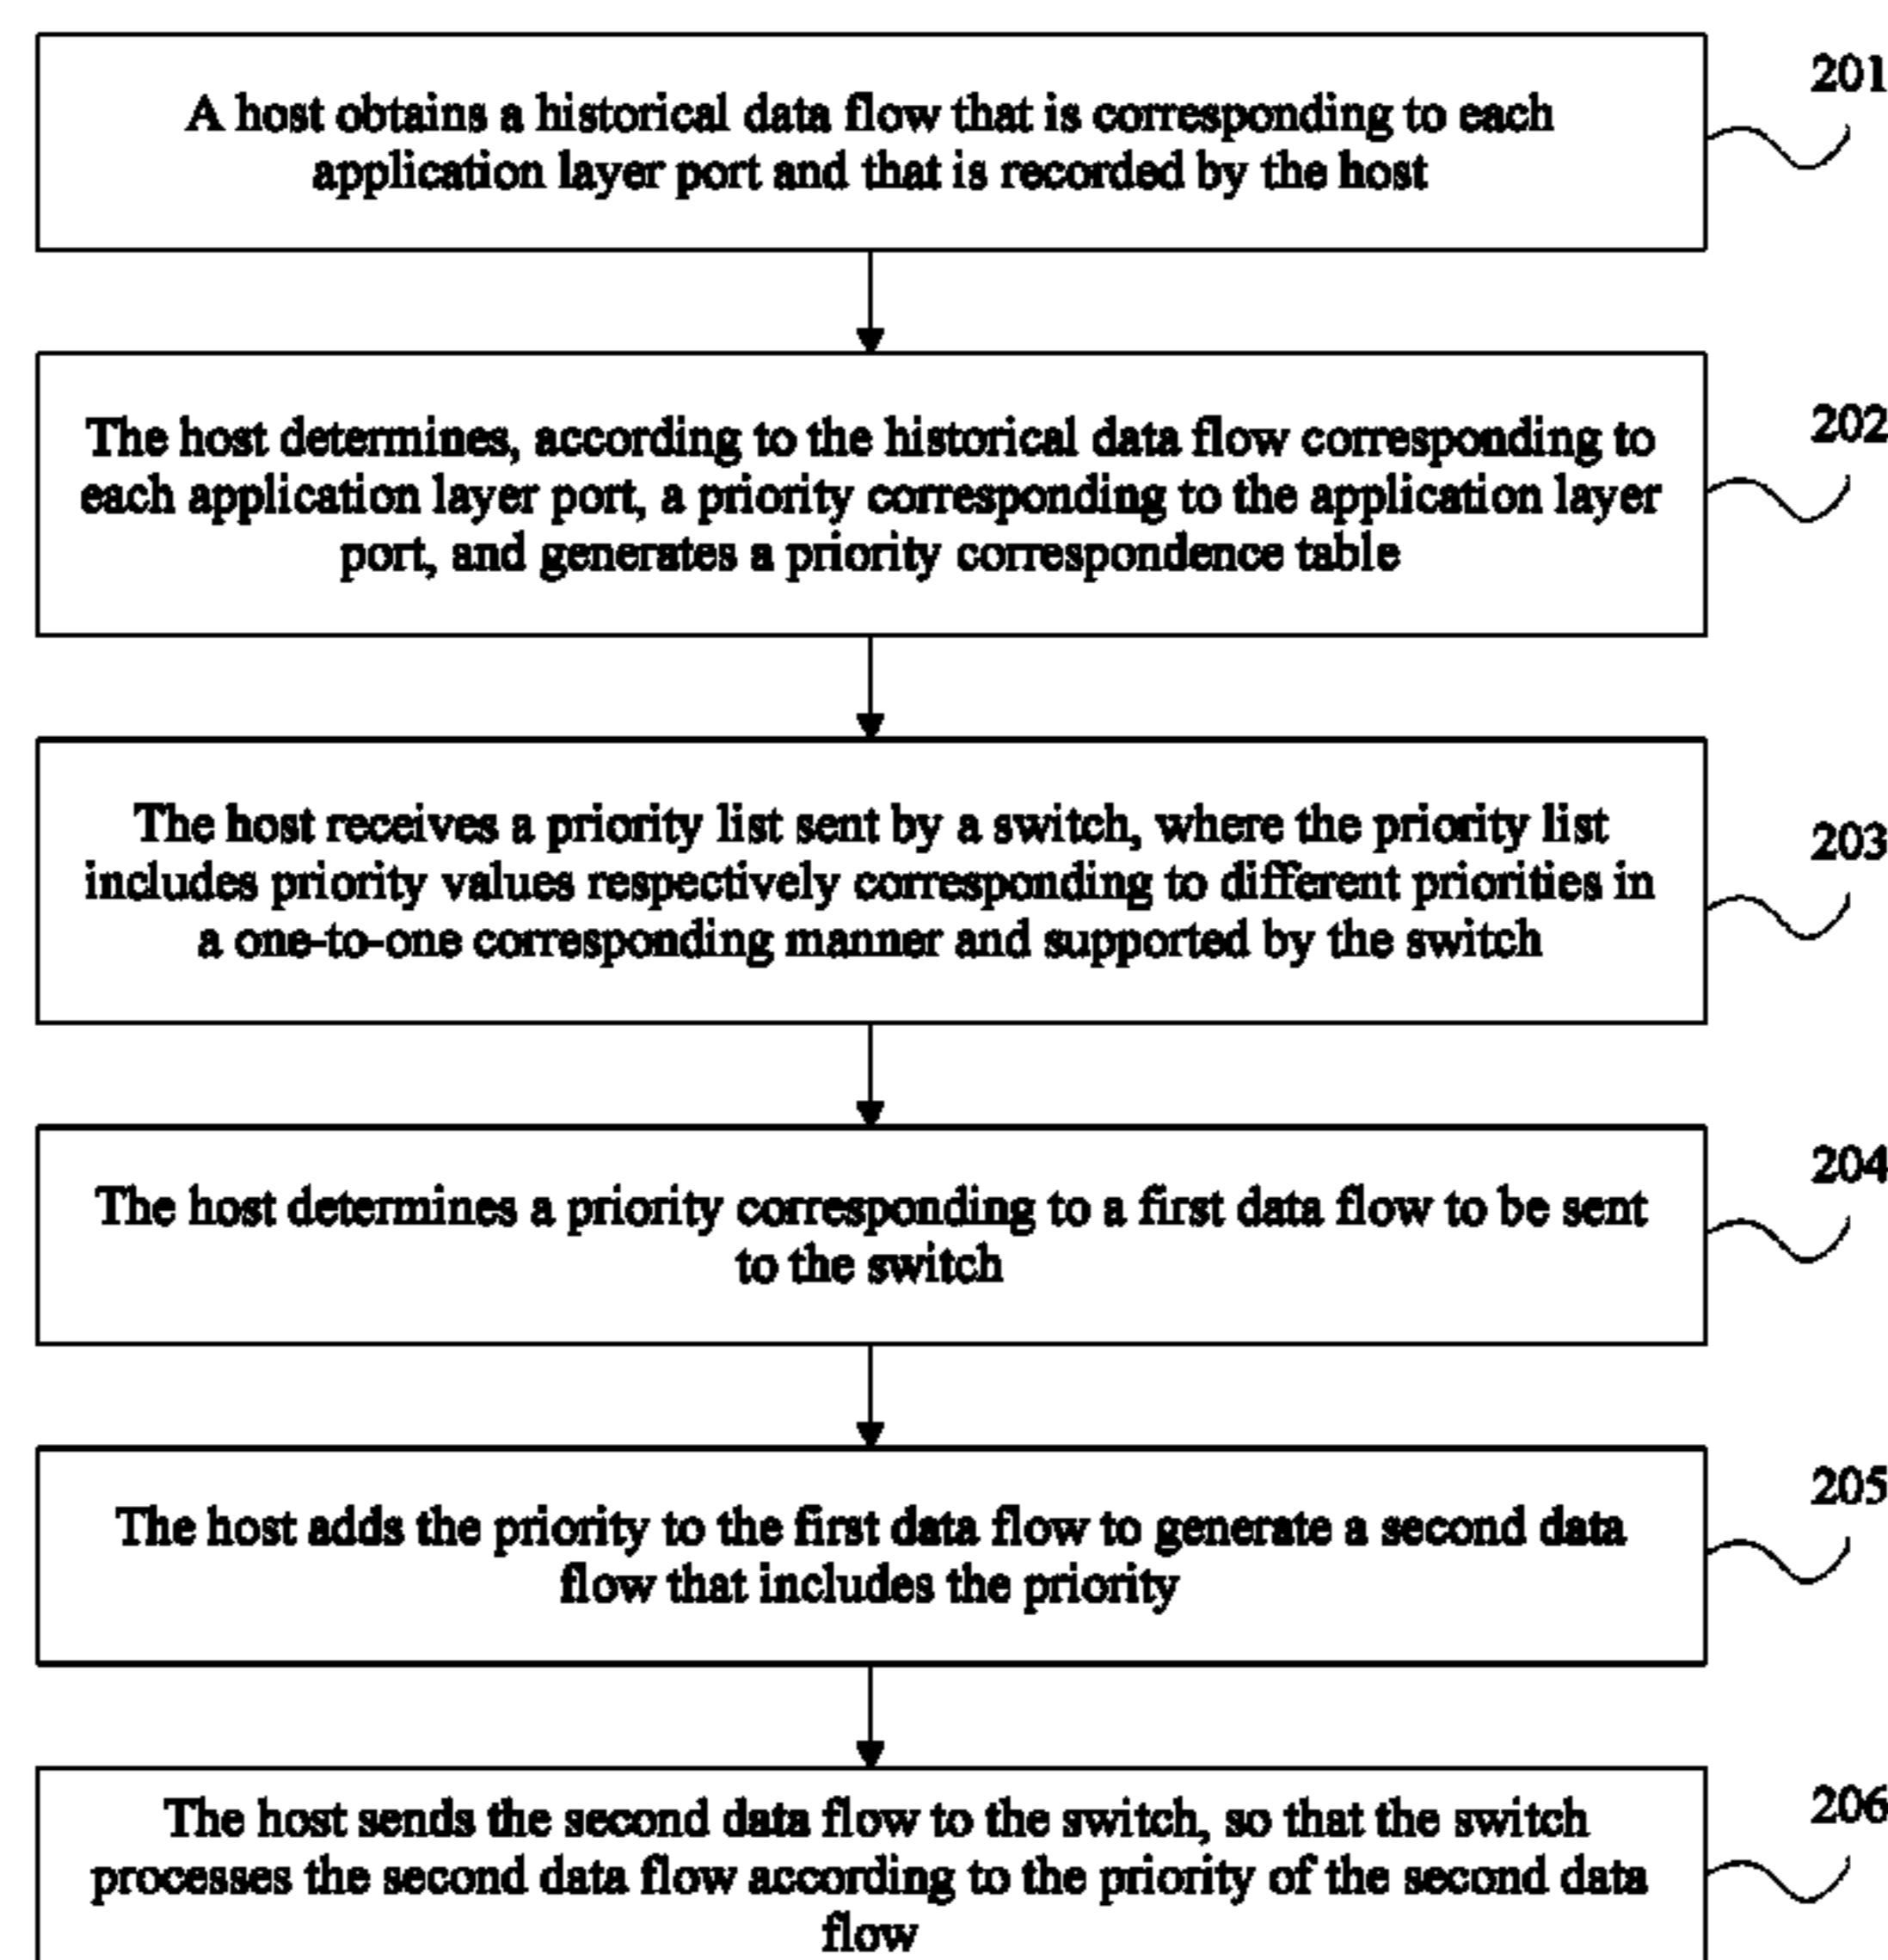 201
A host obtains a historical data flow that is corresponding to each
application layer port and that is recorded by the host
202
The host determines, according to the historical data flow corresponding to
each application layer port, a priority corresponding to the application layer
port, and generates a priority correspondence table
203
The host receives a priority list sent by a switch, where the priority list
includes priority values respectively corresponding to different priorities in
a one-to-one corresponding manner and supported by the switch
204
The host determines a priority corresponding to a first data flow to be sent
to the switch
205
The host adds the priority to the first data flow to generate a second data
flow that includes the priority
206
The host sends the second data flow to the switch, so that the switch
processes the second data flow according to the priority of the second data
flow